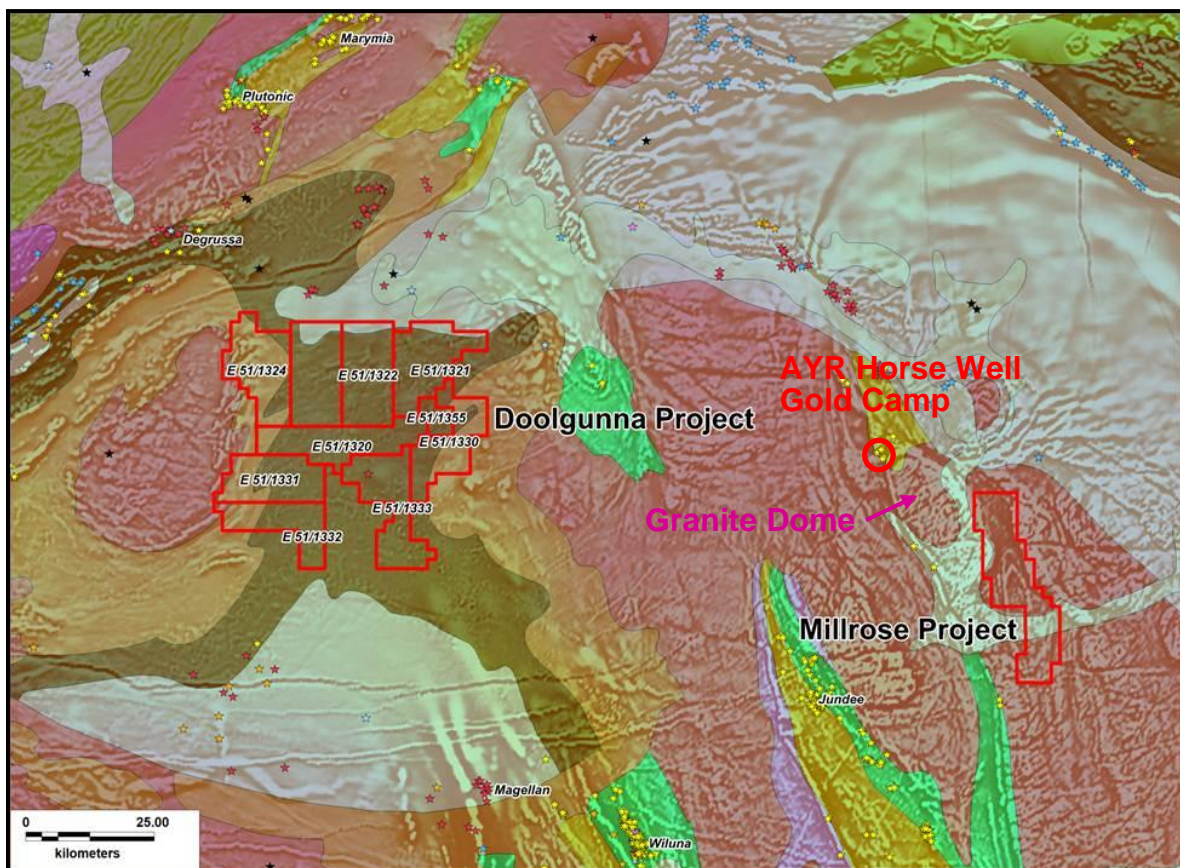 Marymia
Plutonic
Degrussa
E 51/1324
E 51/1322
E 51/1321
AYR Horse Well
Gold Camp
E 51/1355
Doolgunna Project
E 51/1320
E 51/1330
E 51/1331
E 51/1333
Granite Dome
E 51/1332
Millrose Project
Jundee
Magellan
Wiluna
0
25.00
kilometers